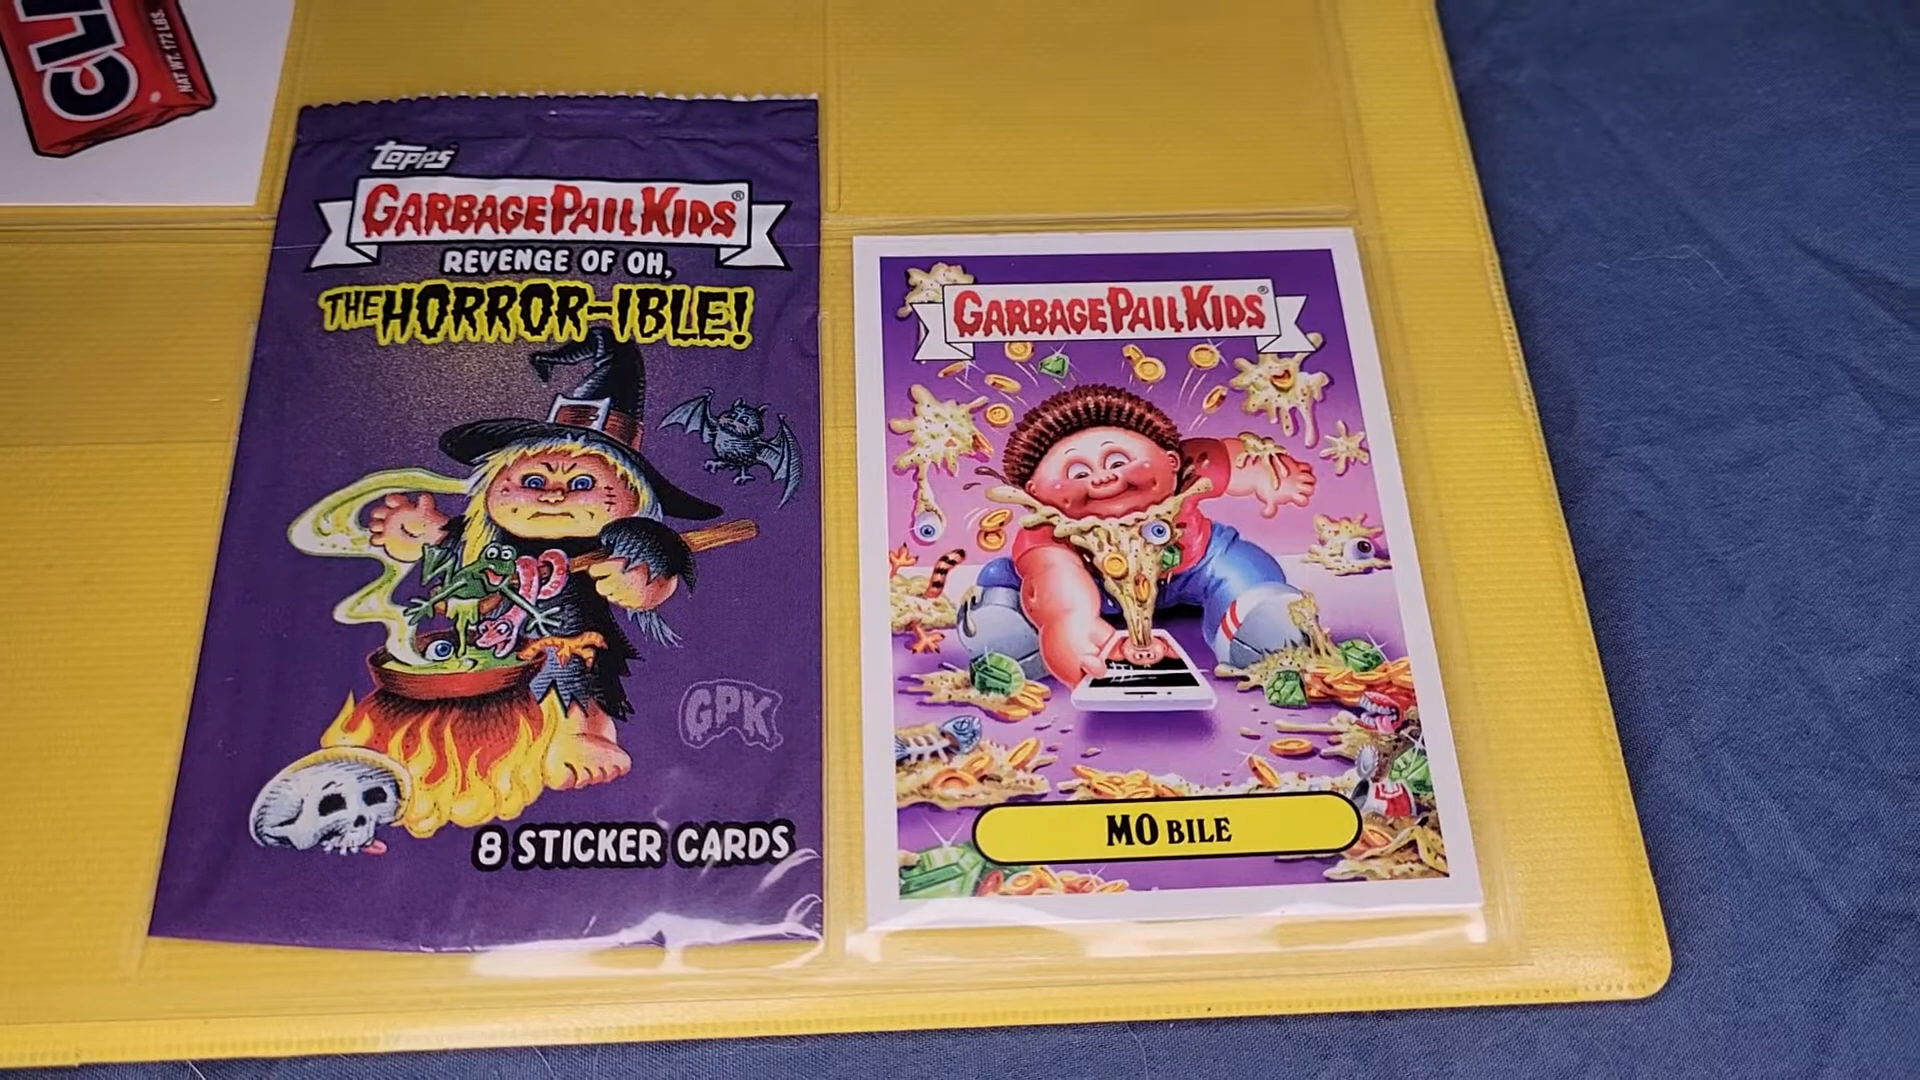 CLI
NAT WT. 172 LBS.
Topps
GARBAGE PAIL KIDS®
REVENGE OF OH,
THE HORROR-IBLE!
GPK
8 STICKER CARDS
GARBAGE PAIL KIDS®
MO BILE